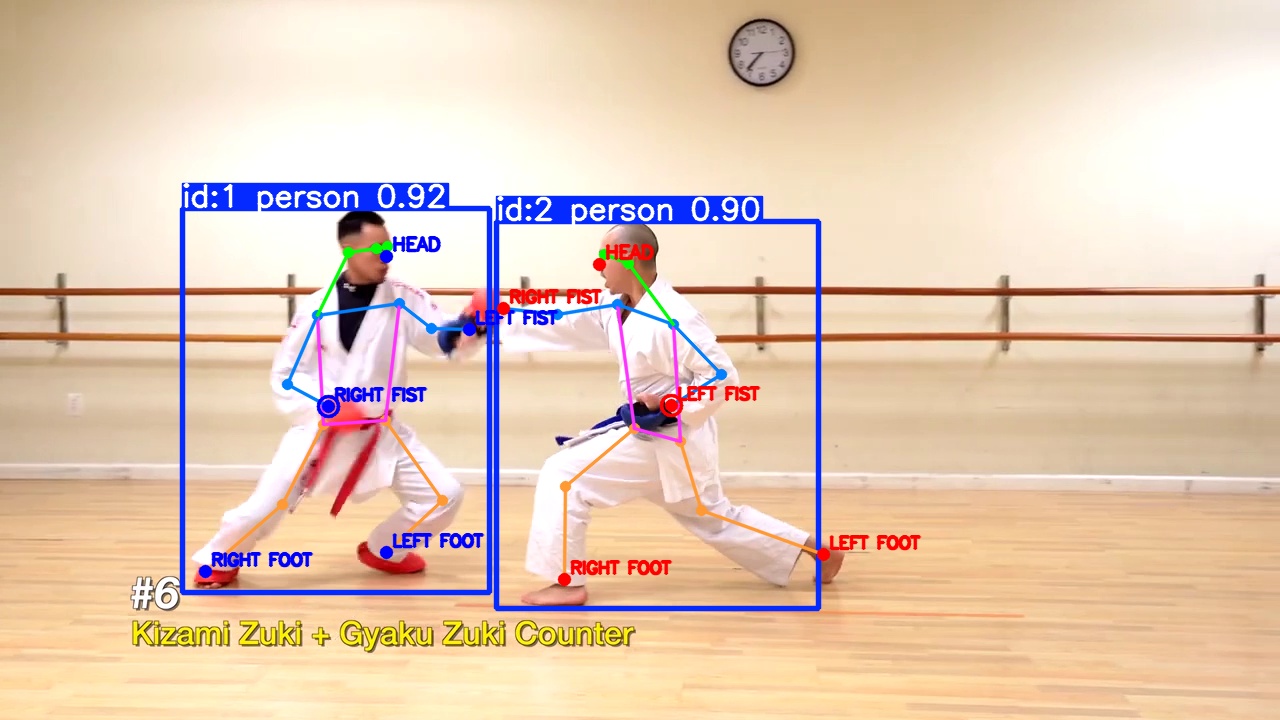 id:1 person 0.92
id:2 person 0.90
HEAD
HEAD
RIGHT FIST
LEFT FIST
RIGHT FIST
LEFT FIST
LEFT FOOT
LEFT FOOT
RIGHT FOOT
RIGHT FOOT
#6
Kizami Zuki + Gyaku Zuki Counter